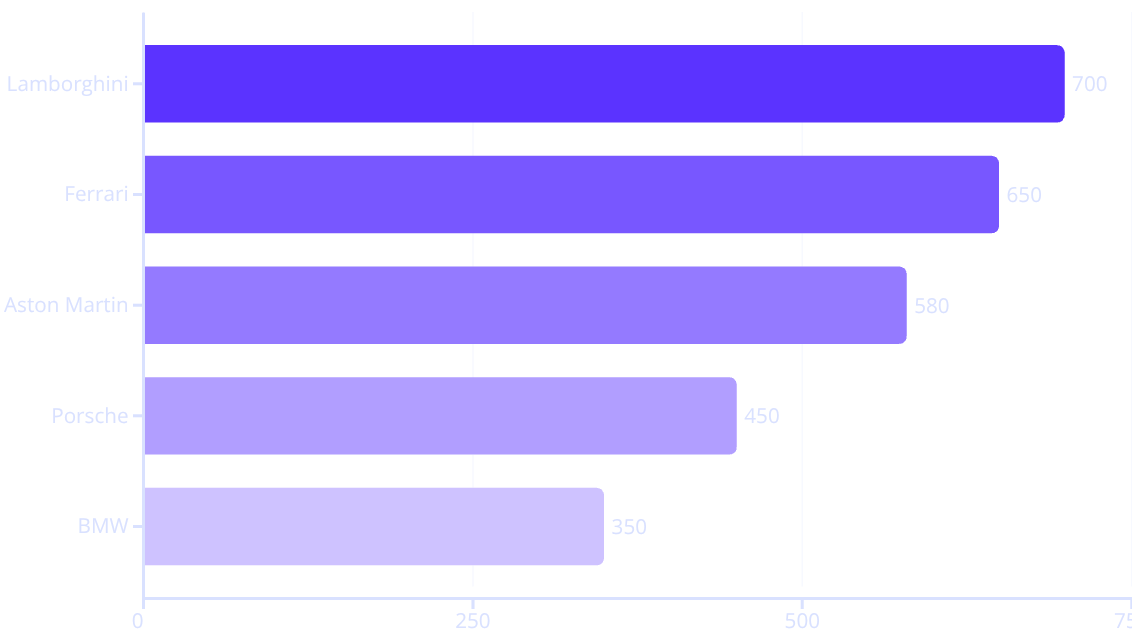 Lamborghini 700
Ferrari 650
Aston Martin 580
Porsche 450
BMW 350
0 250 500